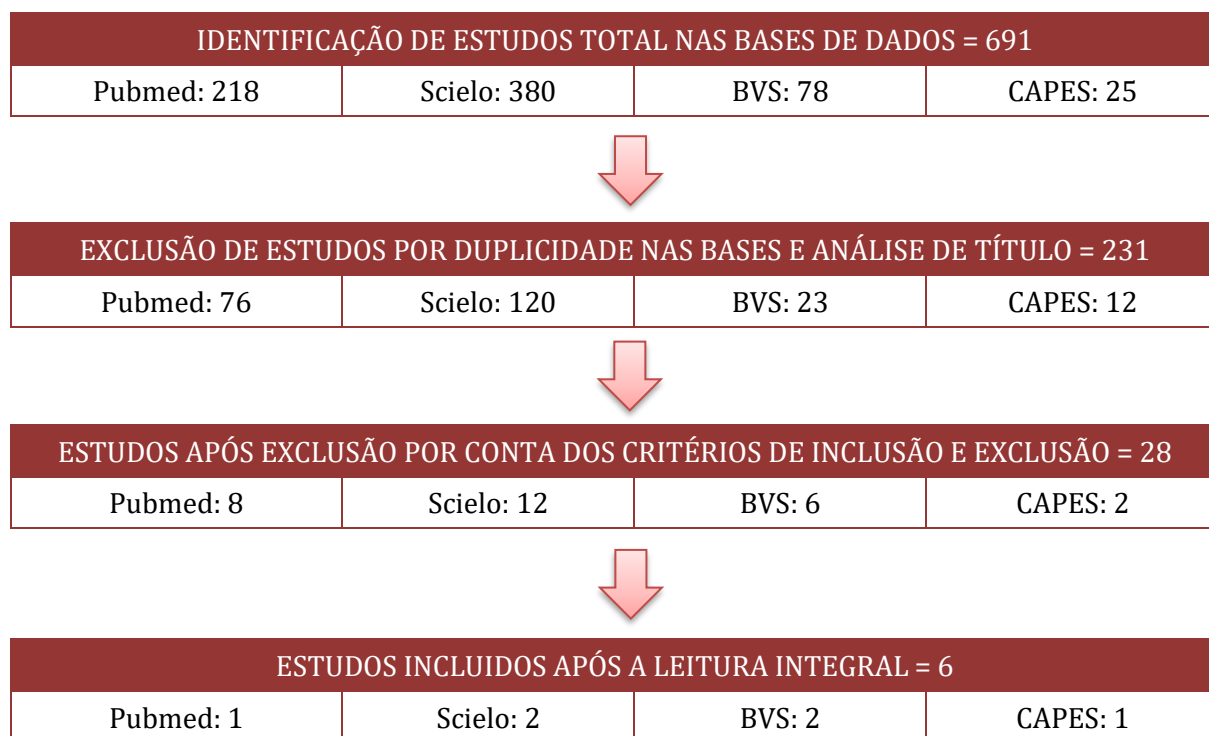 IDENTIFICAÇÃO DE ESTUDOS TOTAL NAS BASES DE DADOS = 691
Pubmed: 218 Scielo: 380 BVS: 78 CAPES: 25
EXCLUSÃO DE ESTUDOS POR DUPLICIDADE NAS BASES E ANÁLISE DE TÍTULO = 231
Pubmed: 76 Scielo: 120 BVS: 23 CAPES: 12
ESTUDOS APÓS EXCLUSÃO POR CONTA DOS CRITÉRIOS DE INCLUSÃO E EXCLUSÃO = 28
Pubmed: 8 Scielo: 12 BVS: 6 CAPES: 2
ESTUDOS INCLUIDOS APÓS A LEITURA INTEGRAL = 6
Pubmed: 1 Scielo: 2 BVS: 2 CAPES: 1